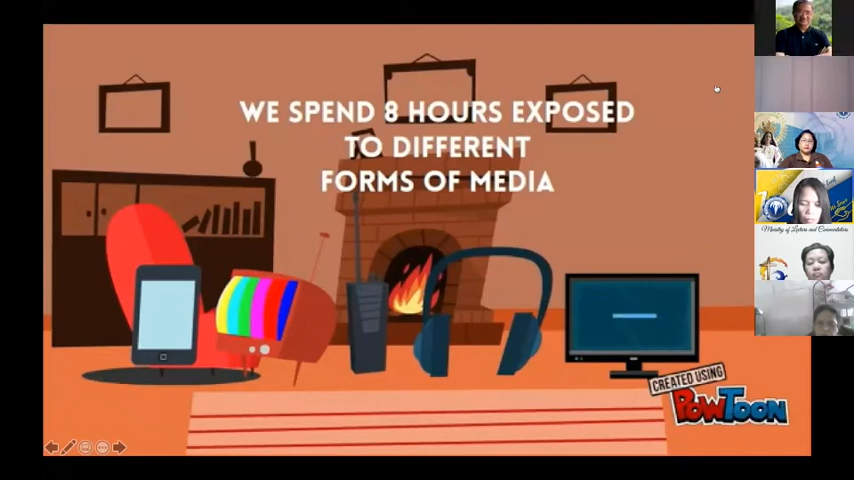 WE SPEND 8 HOURS EXPOSED
TO DIFFERENT
FORMS OF MEDIA
CREATED USING
POWTOON
Ministry of Lectors and Commentators